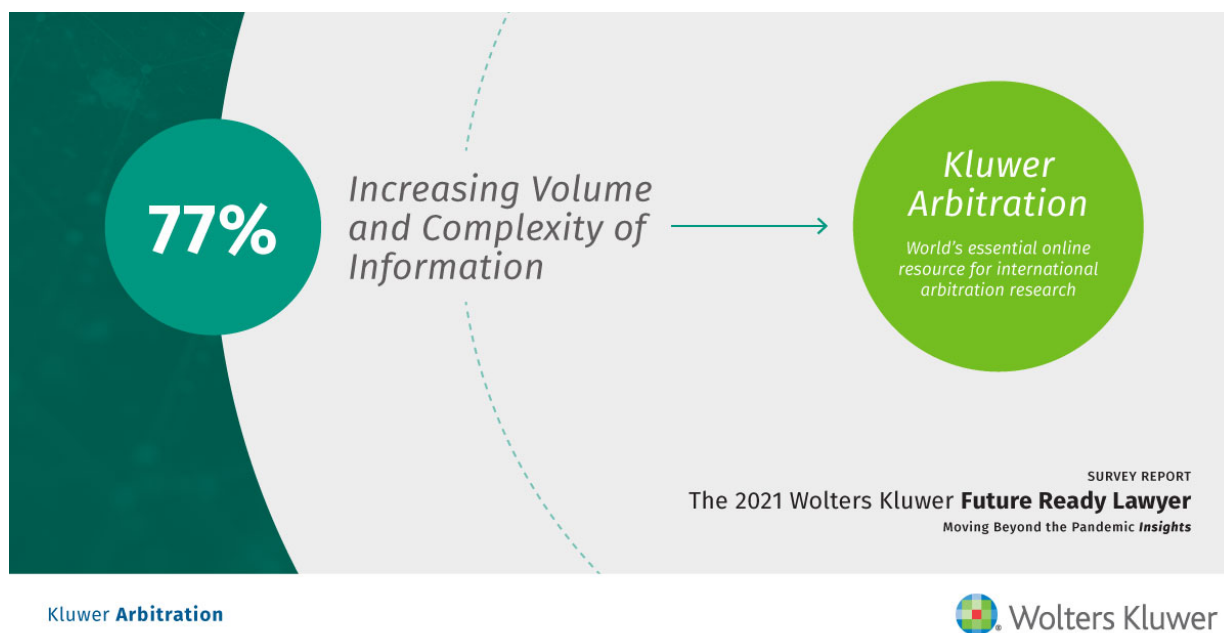 77%
Increasing Volume
and Complexity of
Information
Kluwer
Arbitration
World's essential online
resource for international
arbitration research
SURVEY REPORT
The 2021 Wolters Kluwer Future Ready Lawyer
Moving Beyond the Pandemic Insights
Kluwer Arbitration
Wolters Kluwer